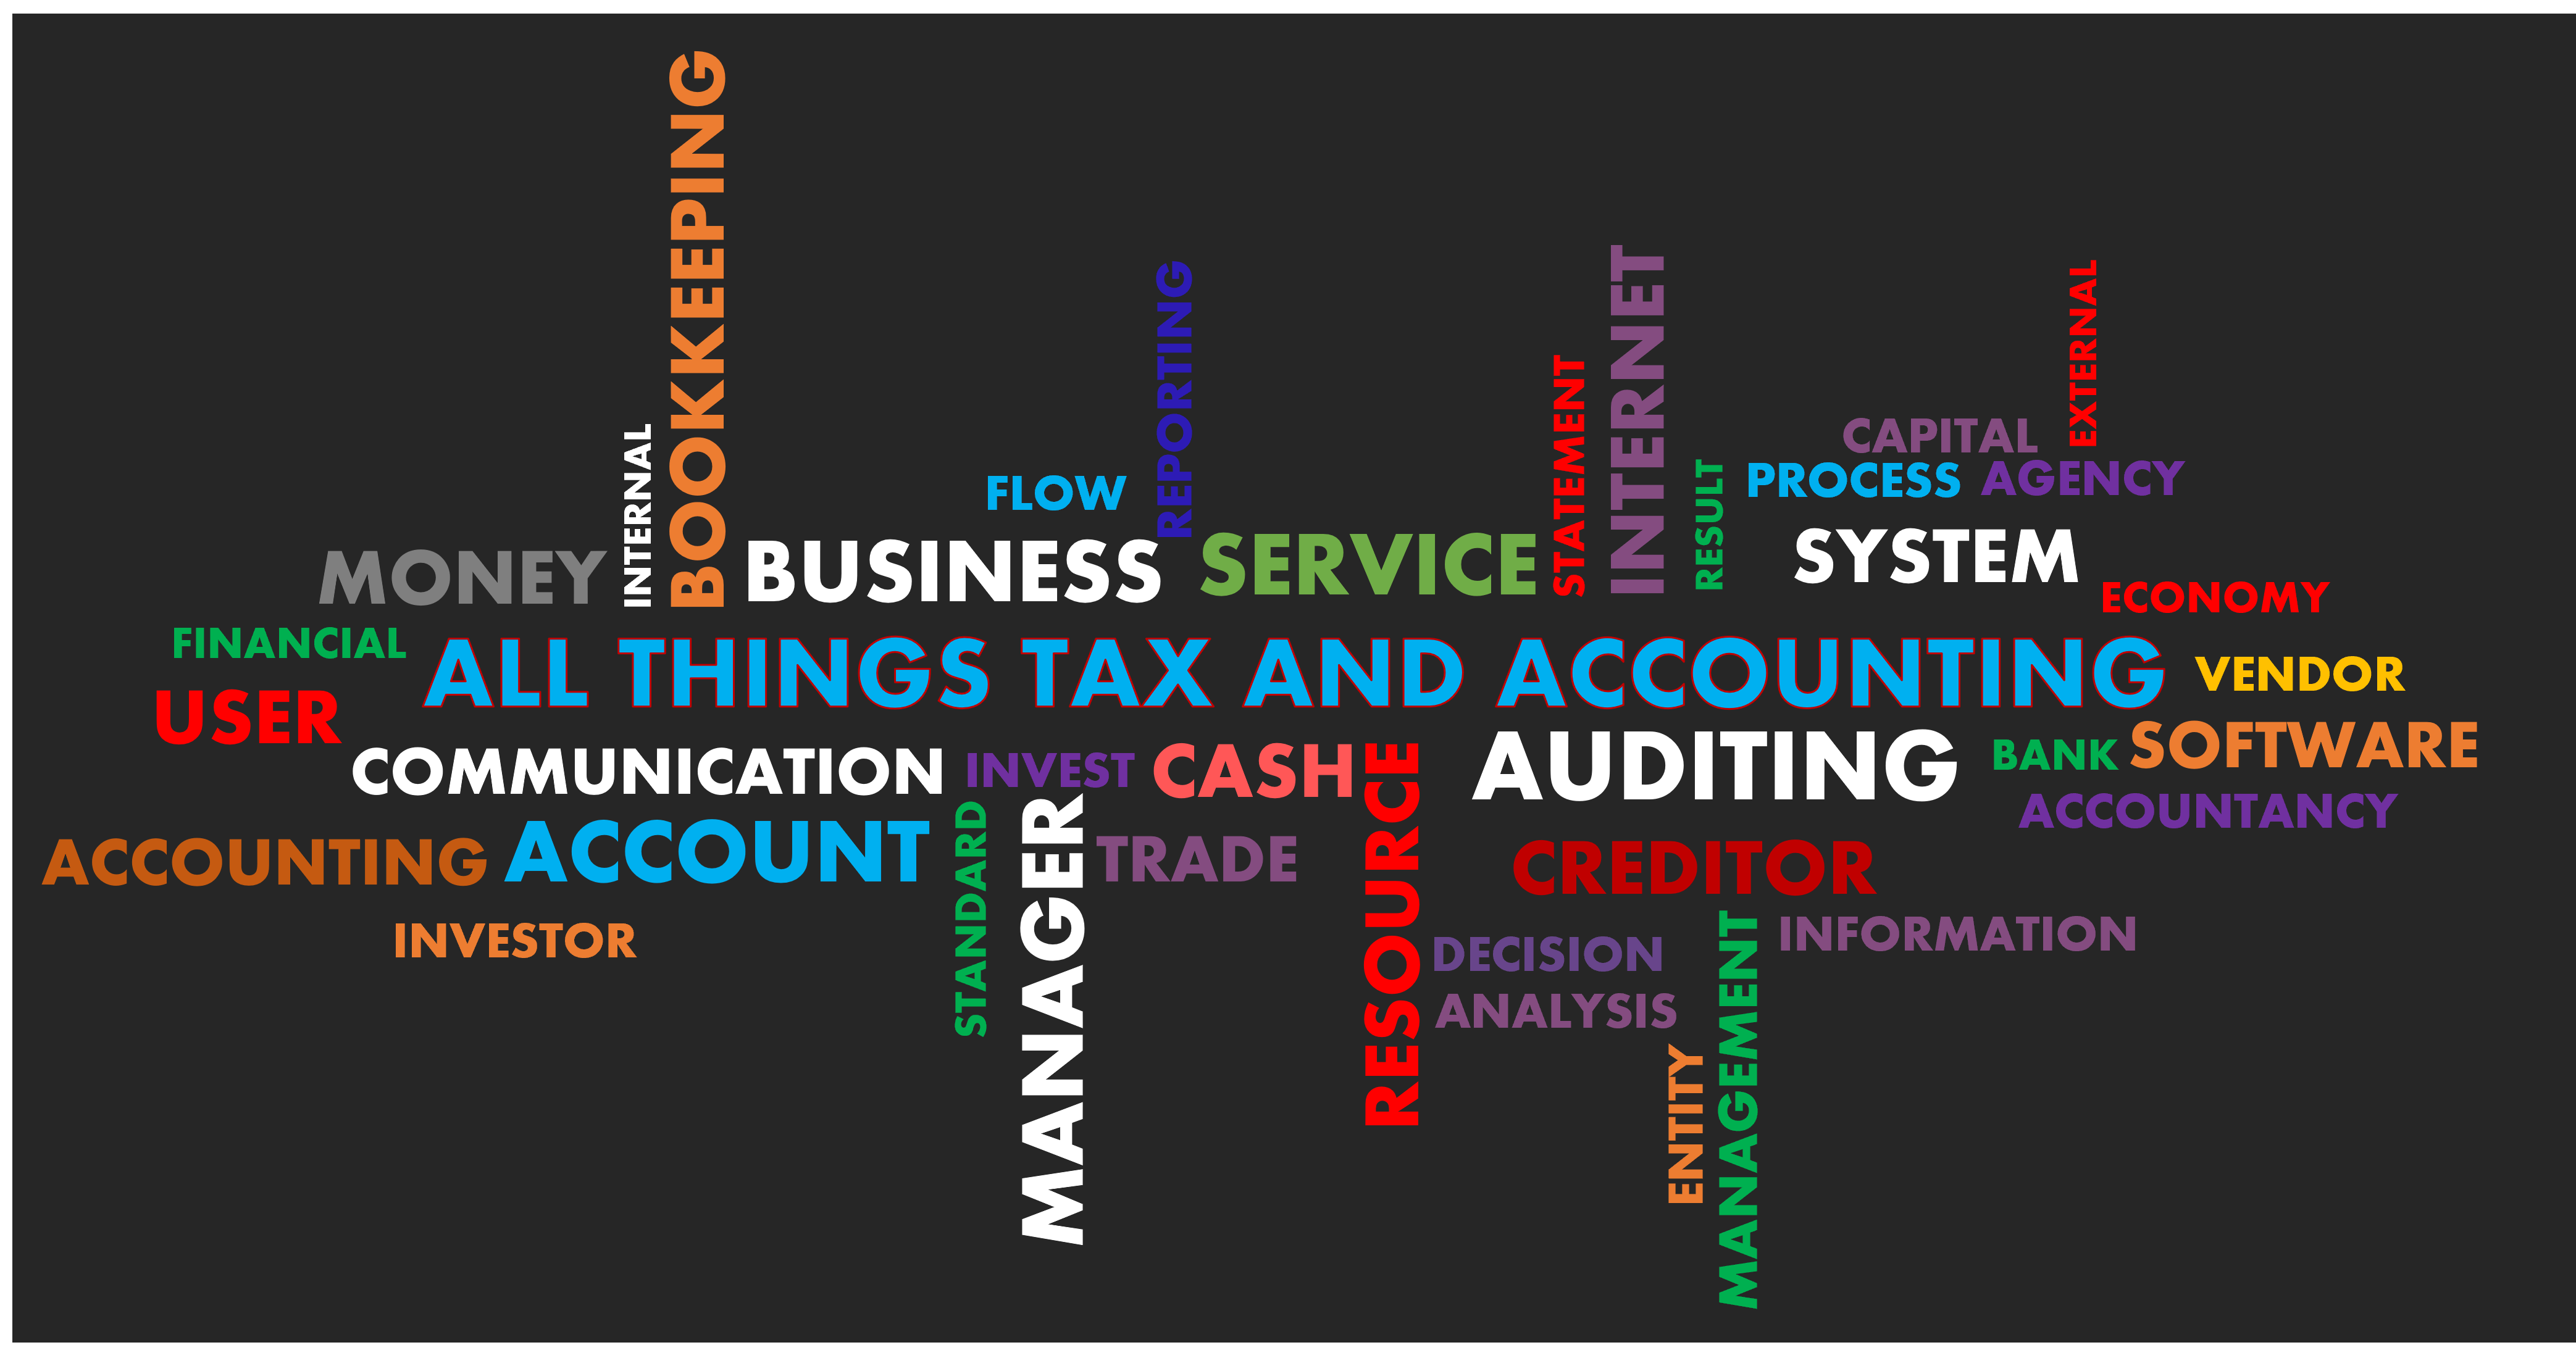 BOOKKEEPING
INTERNET
REPORTING
EXTERNAL
STATEMENT
CAPITAL
INTERNAL
RESULT
PROCESS
AGENCY
FLOW
MONEY
BUSINESS
SERVICE
SYSTEM
ECONOMY
FINANCIAL
ALL THINGS TAX AND ACCOUNTING
VENDOR
USER
COMMUNICATION
INVEST
CASH
RESOURCE
AUDITING
BANK
SOFTWARE
ACCOUNTANCY
ACCOUNTING
ACCOUNT
STANDARD
MANAGER
TRADE
CREDITOR
INVESTOR
DECISION
INFORMATION
ANALYSIS
MANAGEMENT
ENTITY